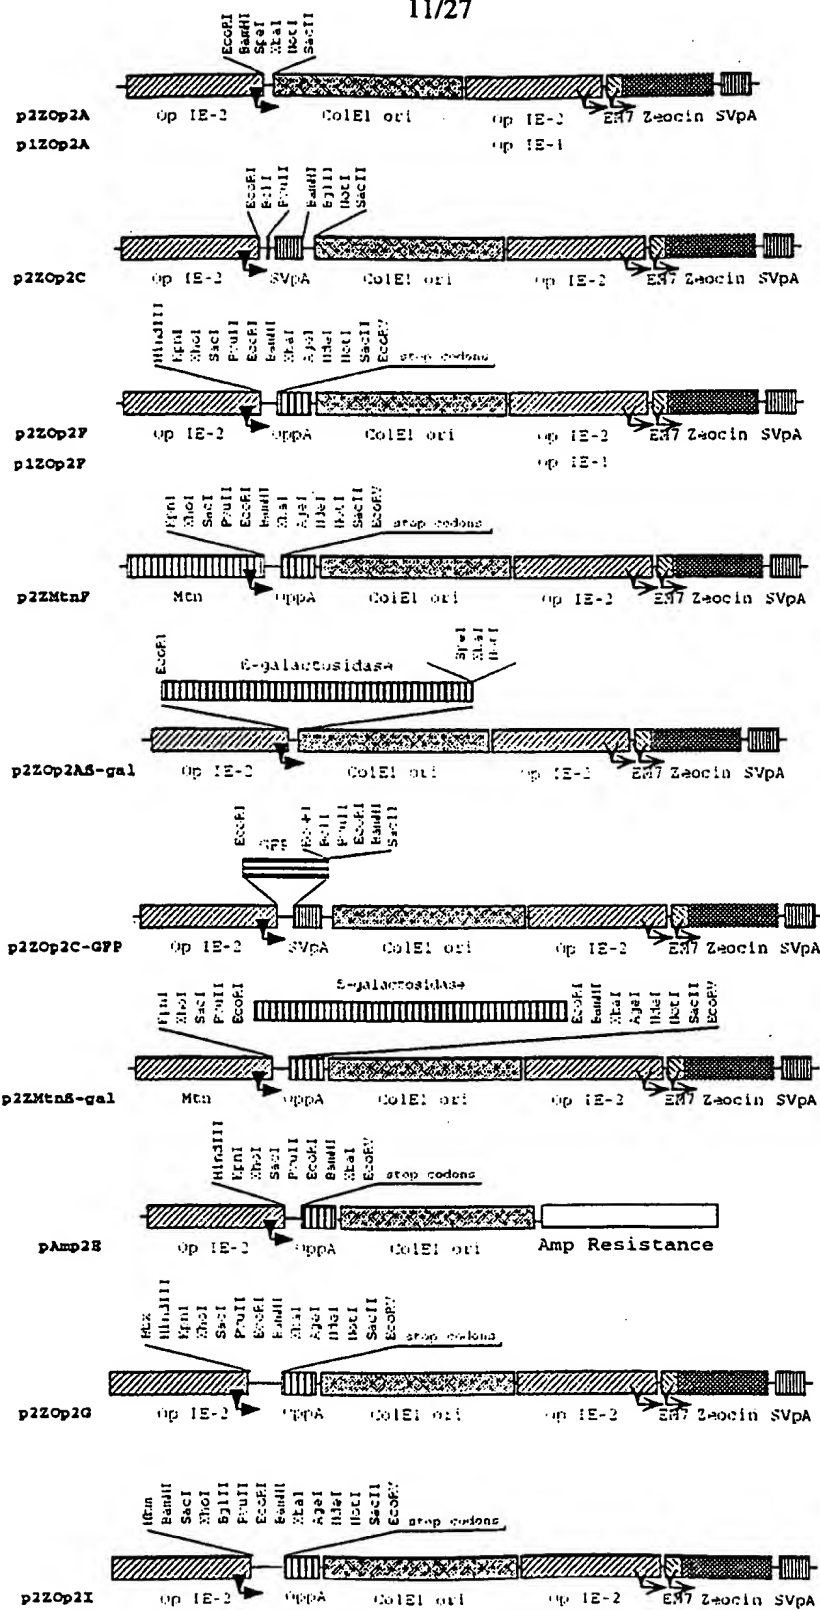 11/27
EcoRI BamHI SpeI XbaI NotI SacII
p2ZOp2A Op IE-2 ColE1 ori Op IE-2 EM7 Zeocin SVpA
p1ZOp2A Op IE-1
EcoRI BclI PvuII BamHI BglII NotI SacII
p2ZOp2C Op IE-2 SVpA ColE1 ori Op IE-2 EM7 Zeocin SVpA
HindIII KpnI XhoI SacI PvuII EcoRI BamHI XbaI AgeI NdeI NotI SacII EcoRV stop codons
p2ZOp2F Op IE-2 OppA ColE1 ori Op IE-2 EM7 Zeocin SVpA
p1ZOp2F Op IE-1
KpnI XhoI SacI PvuII EcoRI BamHI XbaI AgeI NdeI NotI SacII EcoRV stop codons
p2ZMtnF Mtn OppA ColE1 ori Op IE-2 EM7 Zeocin SVpA
EcoRI ß-galactosidase SpeI XbaI NotI
p2ZOp2Aß-gal Op IE-2 ColE1 ori Op IE-2 EM7 Zeocin SVpA
EcoRI GFP EcoRI BclI PvuII EcoRI BamHI SacII
p2ZOp2C-GFP Op IE-2 SVpA ColE1 ori Op IE-2 EM7 Zeocin SVpA
KpnI XhoI SacI PvuII EcoRI ß-galactosidase EcoRI BamHI XbaI AgeI NdeI NotI SacII EcoRV
p2ZMtnß-gal Mtn OppA ColE1 ori Op IE-2 EM7 Zeocin SVpA
HindIII KpnI XhoI SacI PvuII EcoRI BamHI XbaI EcoRV stop codons
pAmp2E Op IE-2 OppA ColE1 ori Amp Resistance
HindIII KpnI XhoI SacI PvuII EcoRI BamHI XbaI AgeI NdeI NotI SacII EcoRV stop codons
p2ZOp2G Op IE-2 OppA ColE1 ori Op IE-2 EM7 Zeocin SVpA
BamHI SacI XhoI BglII PvuII EcoRI BamHI XbaI AgeI NdeI NotI SacII EcoRV stop codons
p2ZOp2I Op IE-2 OppA ColE1 ori Op IE-2 EM7 Zeocin SVpA